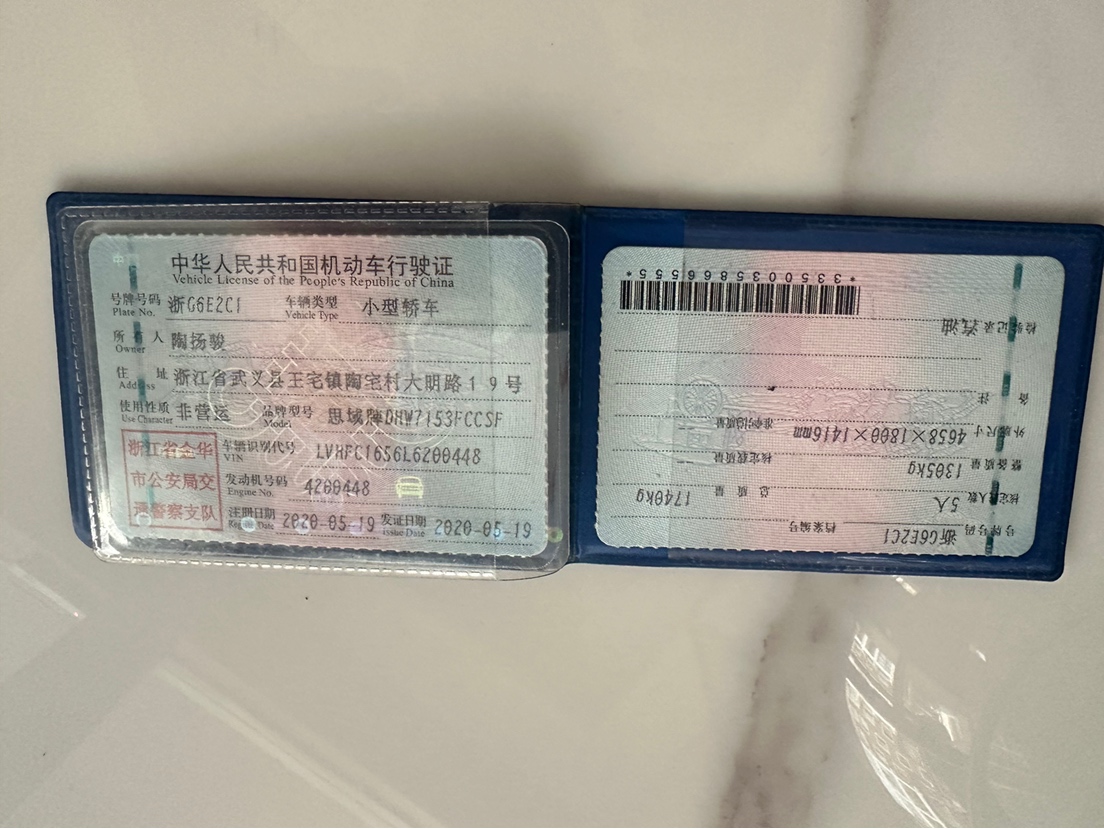 中华人民共和国机动车行驶证
Vehicle License of the People's Republic of China
号牌号码 浙G6E2C1 车辆类型 小型轿车
Plate No. Vehicle Type
所有人 陶扬骏
Owner
住址 浙江省武义县王宅镇陶宅村大明路19号
Address
使用性质 非营运 品牌型号 思域牌DHW7153FCCSF
Use Character Model
浙江省金华
市公安局交
通警察支队
车辆识别代号 LVHFC1656L6200448
VIN
发动机号码 4200448
Engine No.
注册日期 2020-05-19 发证日期 2020-05-19
Register Date Issue Date
号牌号码 浙G6E2C1 档案编号
核定载人数 5人 总质量 1740kg
整备质量 1305kg 核定载质量
外廓尺寸 4658×1800×1416mm 准牵引总质量
备注
检验记录 汽油
*3350035866555*